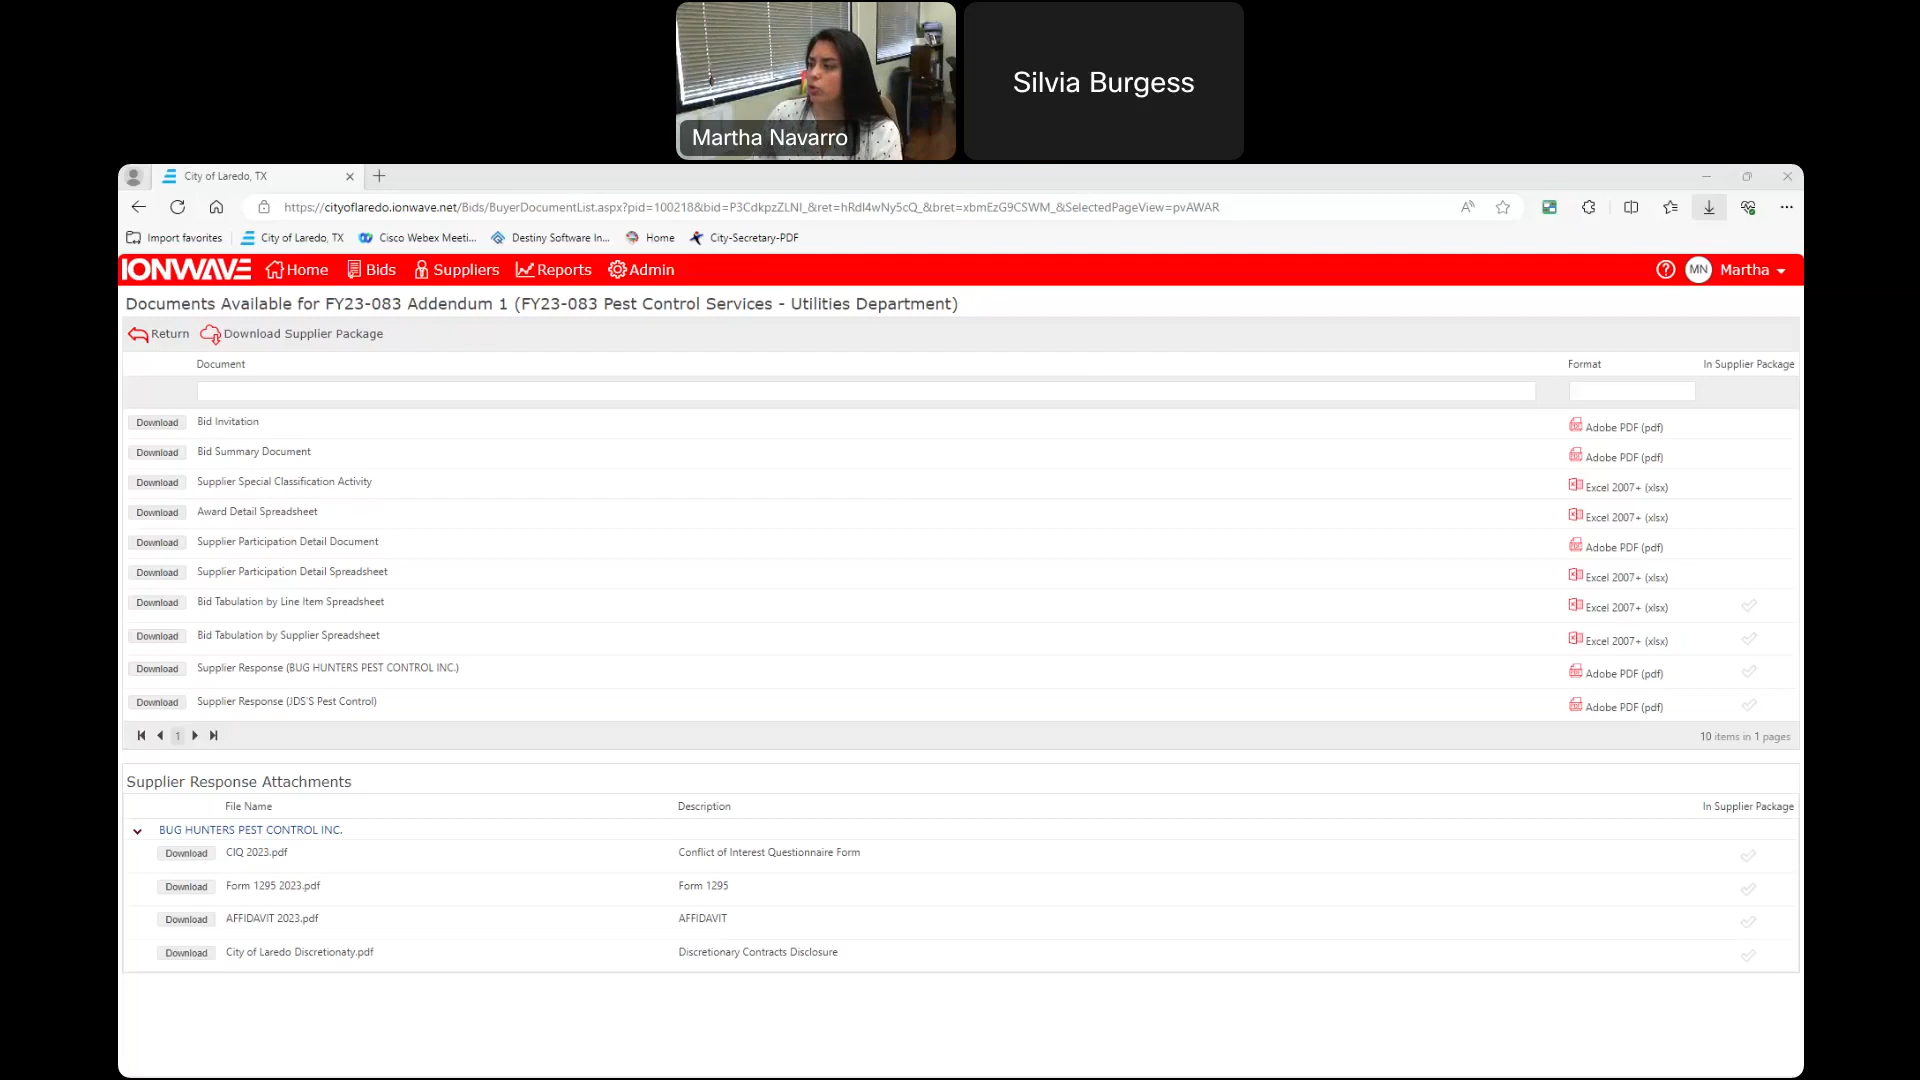 Martha Navarro
Silvia Burgess
City of Laredo, TX
https://cityoflaredo.ionwave.net/Bids/BuyerDocumentList.aspx?pid=100218&bid=P3CdkpzZLNI_&ret=hRdI4wNy5cQ_&bret=xbmEzG9CSWM_&SelectedPageView=pvAWAR
Import favorites City of Laredo, TX Cisco Webex Meeti... Destiny Software In... Home City-Secretary-PDF
IONWAVE Home Bids Suppliers Reports Admin MN Martha
Documents Available for FY23-083 Addendum 1 (FY23-083 Pest Control Services - Utilities Department)
Return Download Supplier Package
Document Format In Supplier Package
Download Bid Invitation Adobe PDF (pdf)
Download Bid Summary Document Adobe PDF (pdf)
Download Supplier Special Classification Activity Excel 2007+ (xlsx)
Download Award Detail Spreadsheet Excel 2007+ (xlsx)
Download Supplier Participation Detail Document Adobe PDF (pdf)
Download Supplier Participation Detail Spreadsheet Excel 2007+ (xlsx)
Download Bid Tabulation by Line Item Spreadsheet Excel 2007+ (xlsx)
Download Bid Tabulation by Supplier Spreadsheet Excel 2007+ (xlsx)
Download Supplier Response (BUG HUNTERS PEST CONTROL INC.) Adobe PDF (pdf)
Download Supplier Response (JDS'S Pest Control) Adobe PDF (pdf)
1 10 items in 1 pages
Supplier Response Attachments
File Name Description In Supplier Package
BUG HUNTERS PEST CONTROL INC.
Download CIQ 2023.pdf Conflict of Interest Questionnaire Form
Download Form 1295 2023.pdf Form 1295
Download AFFIDAVIT 2023.pdf AFFIDAVIT
Download City of Laredo Discretionaty.pdf Discretionary Contracts Disclosure